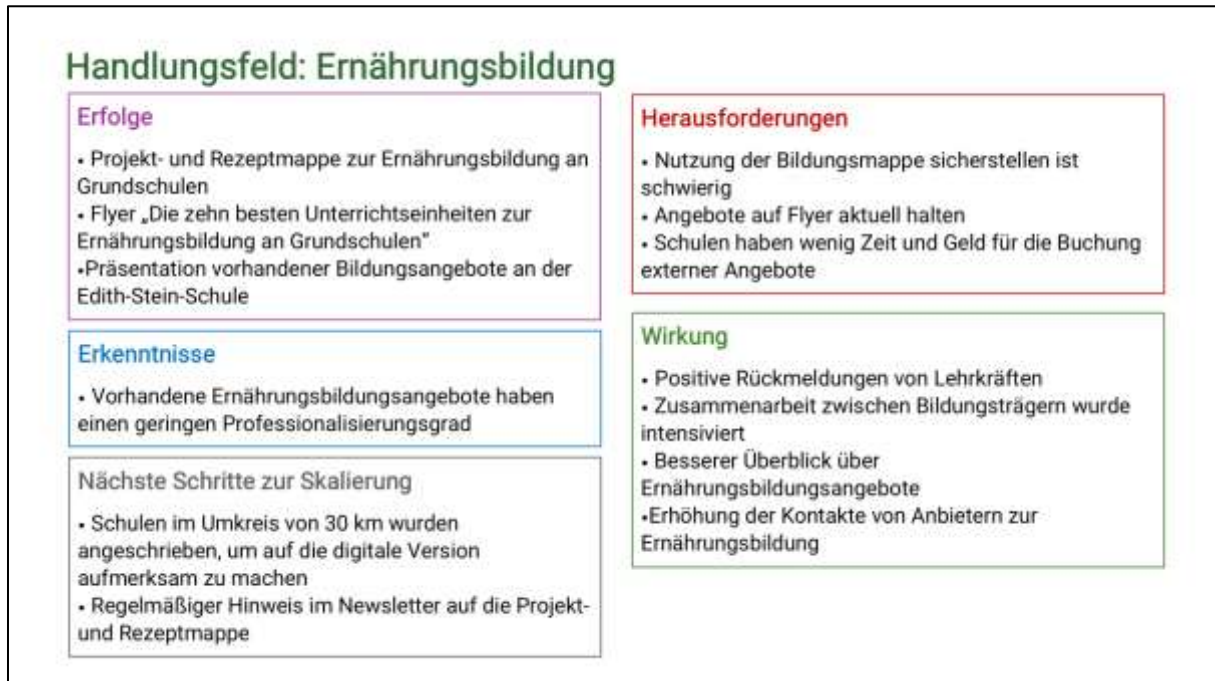 Handlungsfeld: Ernährungsbildung
Erfolge
• Projekt- und Rezeptmappe zur Ernährungsbildung an
Grundschulen
• Flyer „Die zehn besten Unterrichtseinheiten zur
Ernährungsbildung an Grundschulen"
•Präsentation vorhandener Bildungsangebote an der
Edith-Stein-Schule
Erkenntnisse
• Vorhandene Ernährungsbildungsangebote haben
einen geringen Professionalisierungsgrad
Nächste Schritte zur Skalierung
• Schulen im Umkreis von 30 km wurden
angeschrieben, um auf die digitale Version
aufmerksam zu machen
• Regelmäßiger Hinweis im Newsletter auf die Projekt-
und Rezeptmappe
Herausforderungen
• Nutzung der Bildungsmappe sicherstellen ist
schwierig
• Angebote auf Flyer aktuell halten
• Schulen haben wenig Zeit und Geld für die Buchung
externer Angebote
Wirkung
• Positive Rückmeldungen von Lehrkräften
• Zusammenarbeit zwischen Bildungsträgern wurde
intensiviert
• Besserer Überblick über
Ernährungsbildungsangebote
•Erhöhung der Kontakte von Anbietern zur
Ernährungsbildung